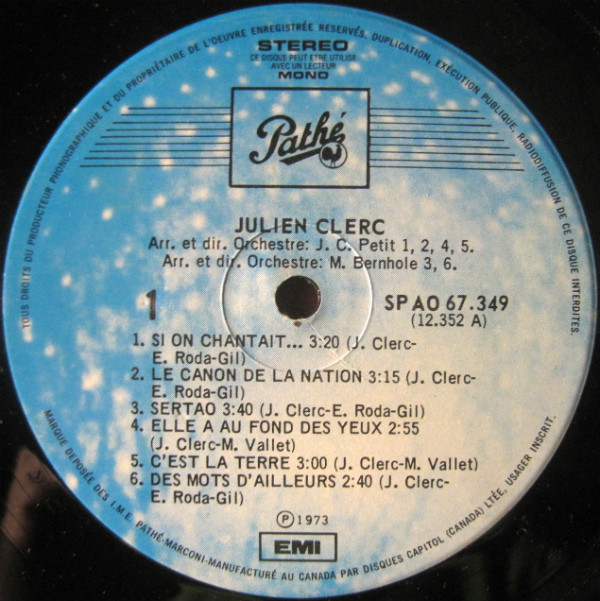 TOUS DROITS DU PRODUCTEUR PHONOGRAPHIQUE ET DU PROPRIÉTAIRE DE L'OEUVRE ENREGISTRÉE RESERVÉS. DUPLICATION, EXÉCUTION PUBLIQUE, RADIODIFFUSION DE CE DISQUE INTERDITES.
STEREO
CE DISQUE PEUT ETRE UTILISÉ
AVEC UN LECTEUR
MONO
Pathé
JULIEN CLERC
Arr. et dir. Orchestre: J. C. Petit 1, 2, 4, 5.
Arr. et dir. Orchestre: M. Bernhole 3, 6.
1
SPAO 67.349
(12.352 A)
1. SI ON CHANTAIT... 3:20 (J. Clerc-
E. Roda-Gil)
2. LE CANON DE LA NATION 3:15 (J. Clerc-
E. Roda-Gil)
3. SERTAO 3:40 (J. Clerc-E. Roda-Gil)
4. ELLE A AU FOND DES YEUX 2:55
(J. Clerc-M. Vallet)
5. C'EST LA TERRE 3:00 (J. Clerc-M. Vallet)
6. DES MOTS D'AILLEURS 2:40 (J. Clerc-
E. Roda-Gil)
℗ 1973
EMI
MARQUE DEPOSÉE DES I.M.E. PATHÉ-MARCONI-MANUFACTURÉ AU CANADA PAR DISQUES CAPITOL (CANADA) LTÉE, USAGER INSCRIT.